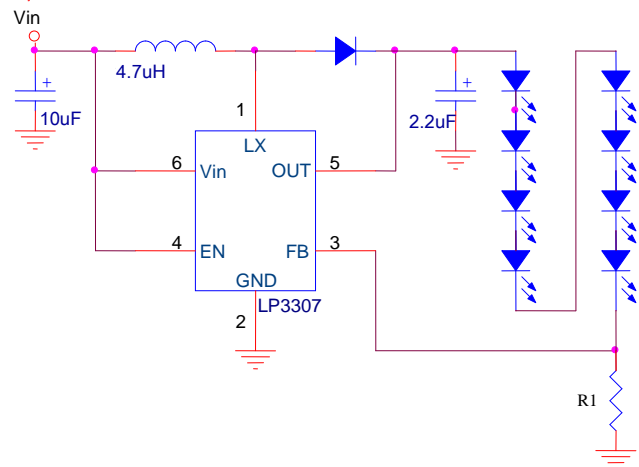 Vin
4.7uH
+
10uF
1
+
2.2uF
LX
6
Vin
OUT
5
4
EN
FB
3
GND
LP3307
2
R1